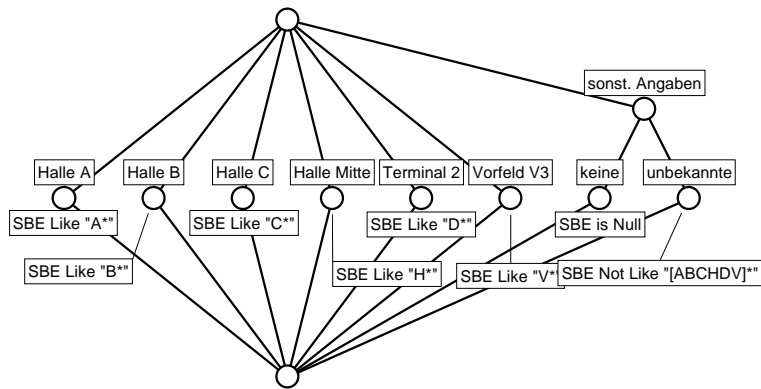 sonst. Angaben
Halle A
Halle B
Halle C
Halle Mitte
Terminal 2
Vorfeld V3
keine
unbekannte
SBE Like "A*"
SBE Like "C*"
SBE Like "D*"
SBE is Null
SBE Like "B*"
SBE Like "H*"
SBE Like "V*"
SBE Not Like "[ABCHDV]*"